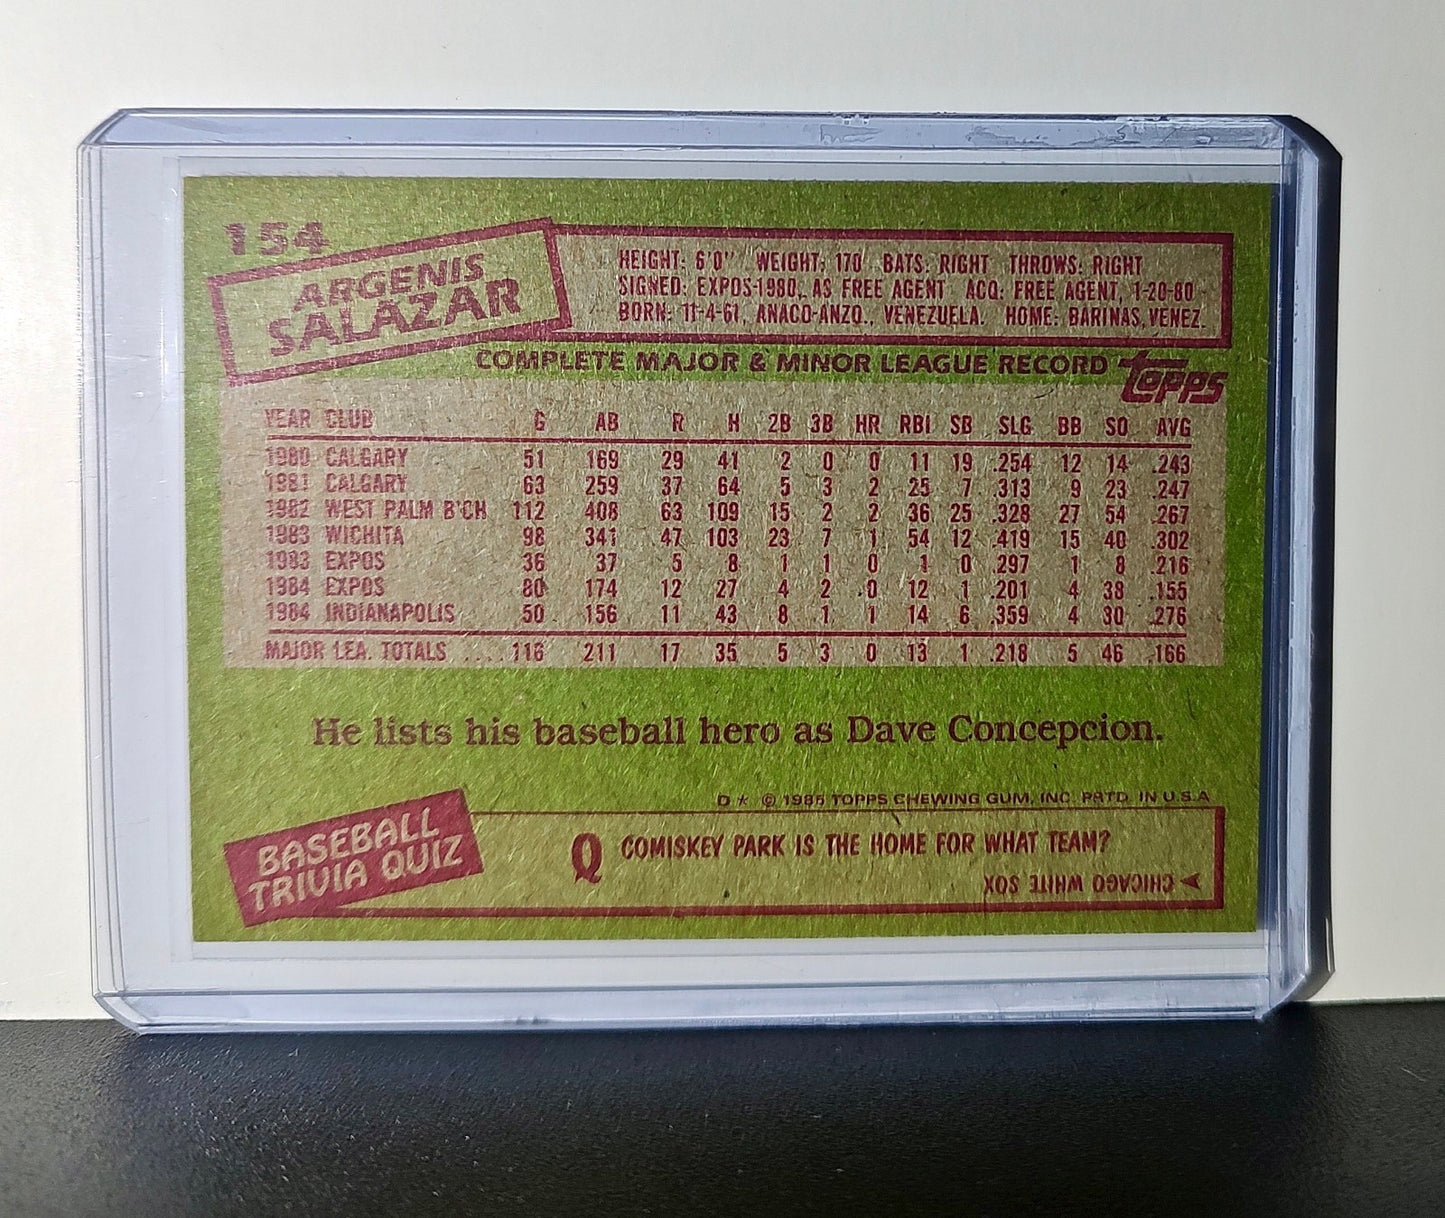 154
ARGENIS
SALAZAR
HEIGHT: 6'0" WEIGHT: 170 BATS: RIGHT THROWS: RIGHT
SIGNED: EXPOS-1980, AS FREE AGENT ACQ: FREE AGENT, 1-20-80
BORN: 11-4-61, ANACO-ANZO., VENEZUELA. HOME: BARINAS, VENEZ.
COMPLETE MAJOR & MINOR LEAGUE RECORD topps
YEAR CLUB G AB R H 2B 3B HR RBI SB SLG BB SO AVG
1980 CALGARY 51 169 29 41 2 0 0 11 19 .254 12 14 .243
1981 CALGARY 63 259 37 64 5 3 2 25 7 .313 9 23 .247
1982 WEST PALM B'CH 112 408 63 109 15 2 2 36 25 .328 27 54 .267
1983 WICHITA 98 341 47 103 23 7 1 54 12 .419 15 40 .302
1983 EXPOS 36 37 5 8 1 1 0 1 0 .297 1 8 .216
1984 EXPOS 80 174 12 27 4 2 0 12 1 .201 4 38 .155
1984 INDIANAPOLIS 50 156 11 43 8 1 1 14 6 .359 4 30 .276
MAJOR LEA. TOTALS .... 116 211 17 35 5 3 0 13 1 .218 5 46 .166
He lists his baseball hero as Dave Concepcion.
D* © 1985 TOPPS CHEWING GUM, INC. PRTD. IN U.S.A.
BASEBALL
TRIVIA QUIZ
Q COMISKEY PARK IS THE HOME FOR WHAT TEAM?
CHICAGO WHITE SOX